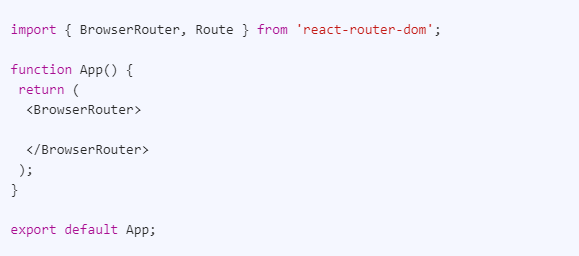 import { BrowserRouter, Route } from 'react-router-dom';
function App() {
return (
<BrowserRouter>
</BrowserRouter>
);
}
export default App;